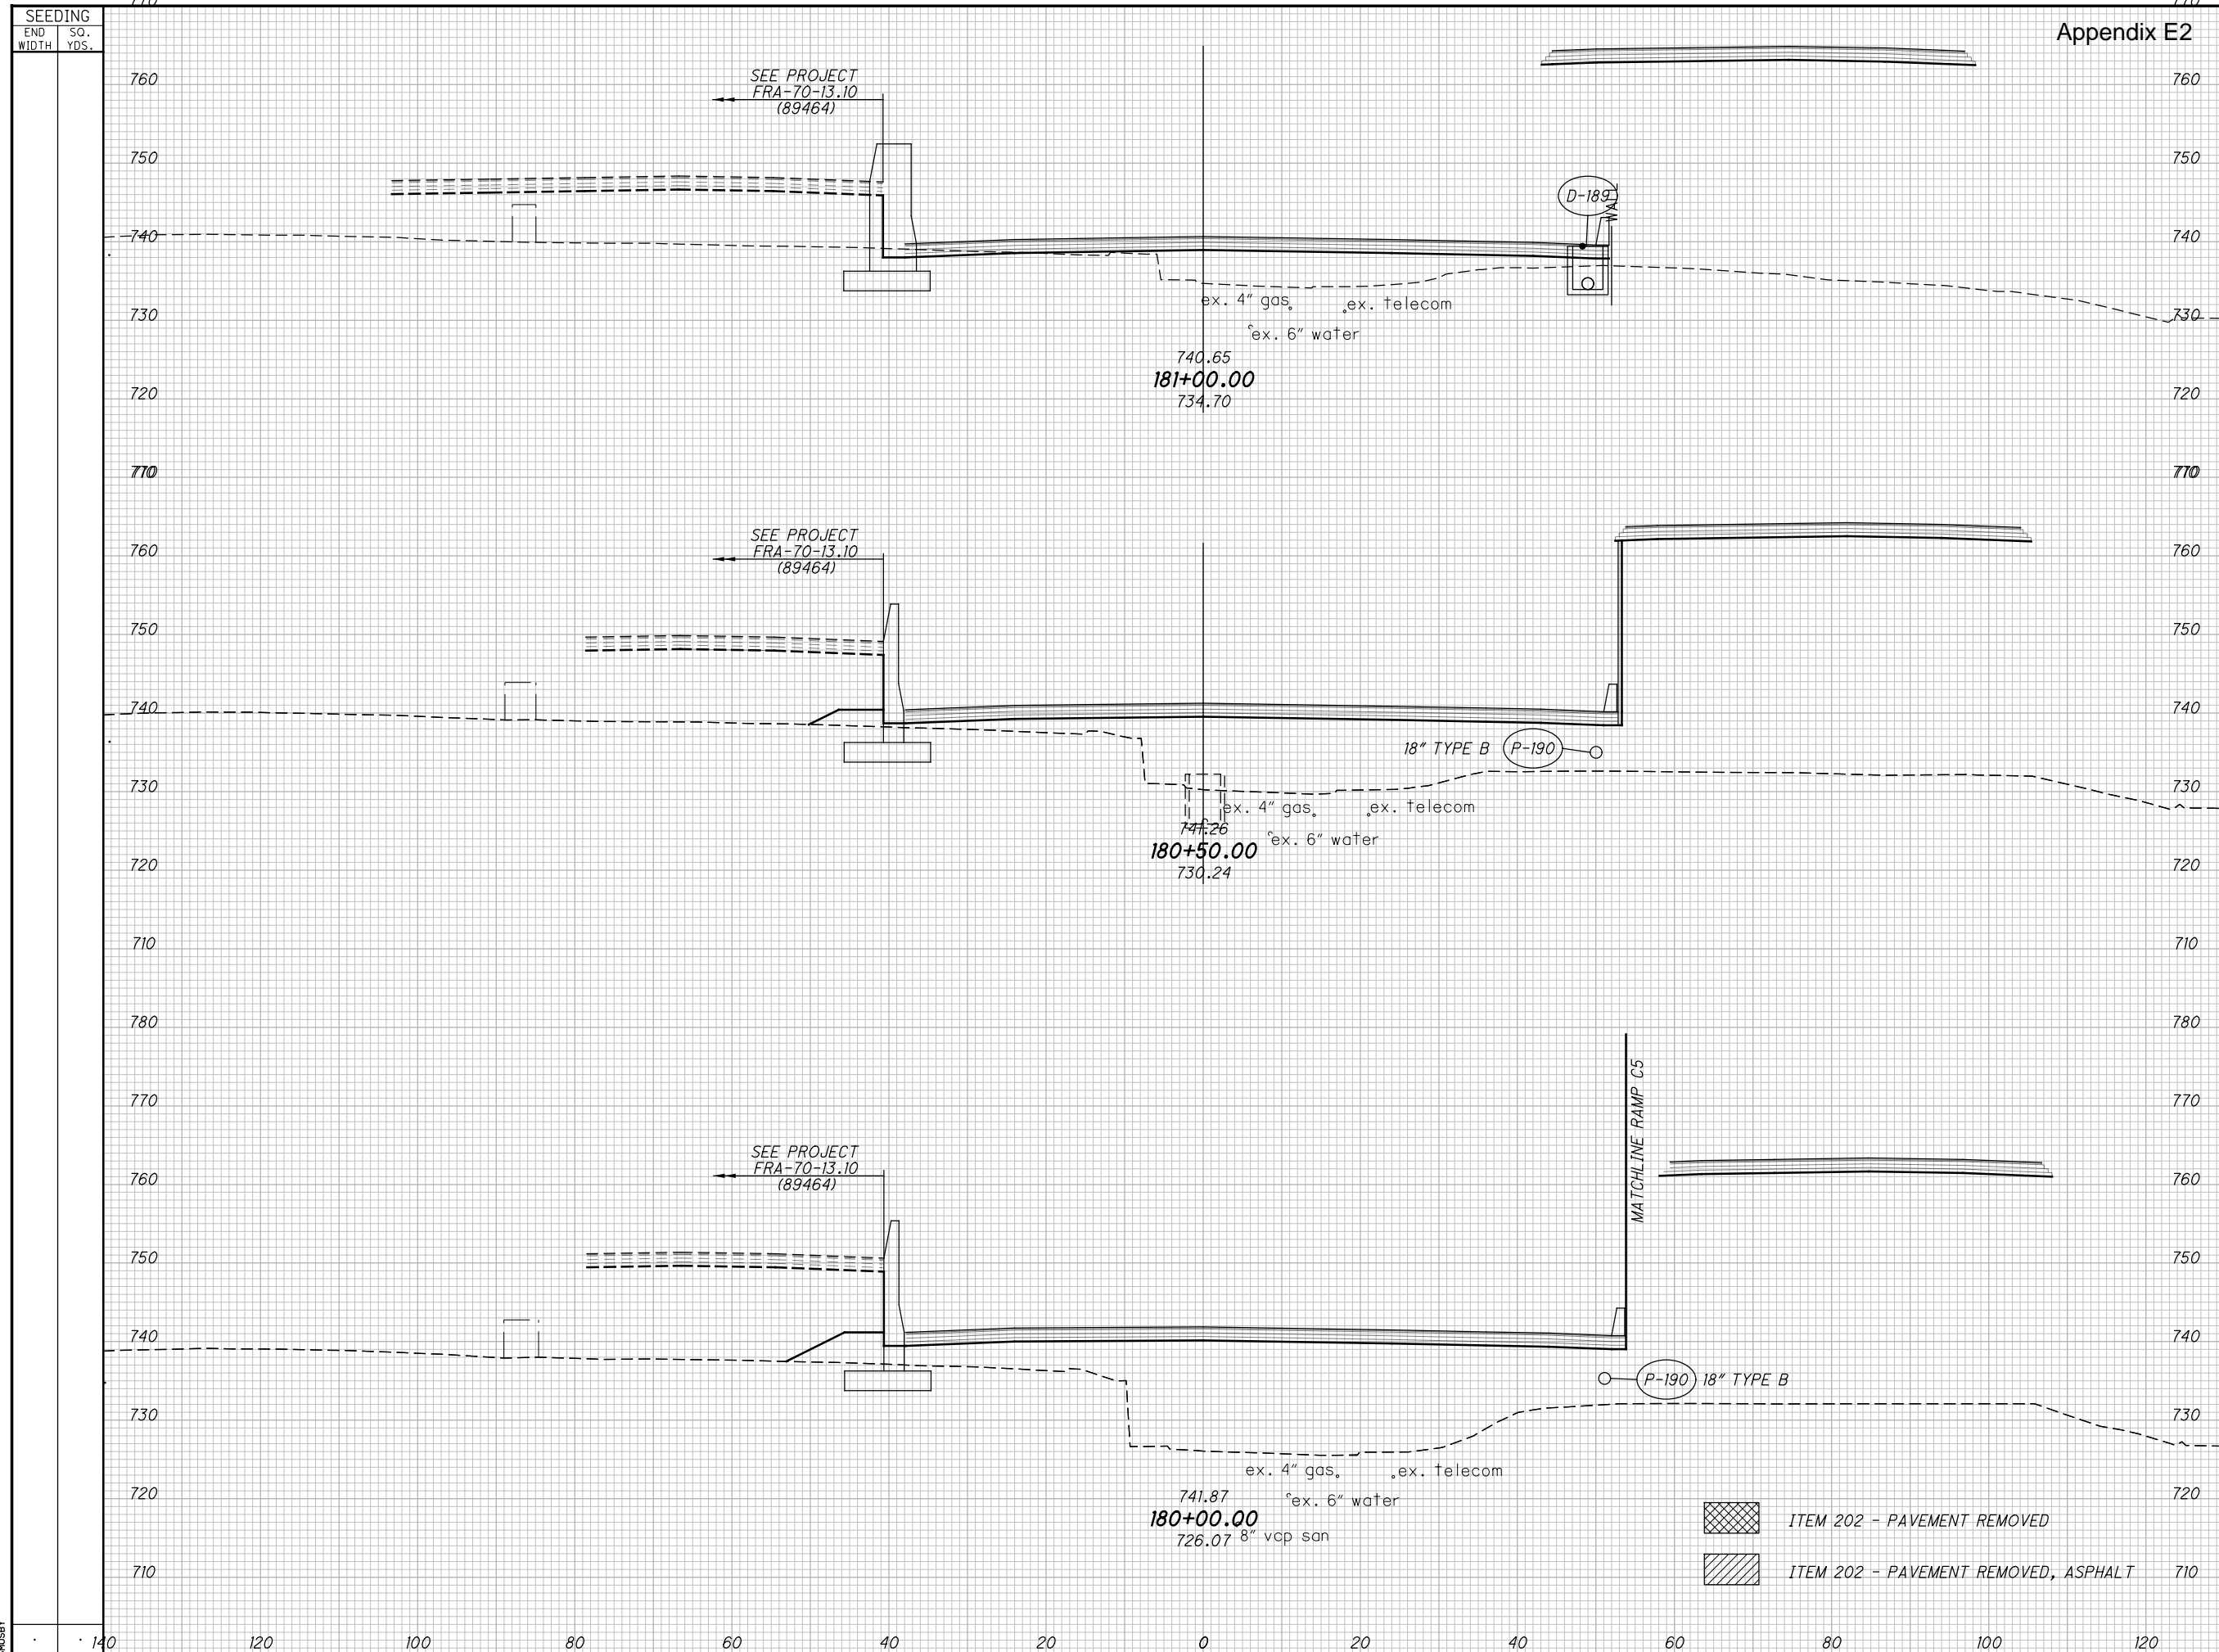 SEEDING
END WIDTH SQ. YDS.
770 770
Appendix E2
760 760
SEE PROJECT
FRA-70-13.10
(89464)
750 750
D-189
WALL
740 740
730 730
ex. 4" gas
ex. telecom
ex. 6" water
740.65
181+00.00
734.70
720 720
770 770
SEE PROJECT
FRA-70-13.10
(89464)
760 760
750 750
740 740
18" TYPE B P-190
730 730
ex. 4" gas
ex. telecom
741.26
ex. 6" water
180+50.00
730.24
720 720
710 710
780 780
770 770
MATCHLINE RAMP C5
SEE PROJECT
FRA-70-13.10
(89464)
760 760
750 750
740 740
P-190 18" TYPE B
730 730
ex. 4" gas
ex. telecom
720 720
741.87
ex. 6" water
180+00.00
726.07 8" vcp san
ITEM 202 - PAVEMENT REMOVED
710 710
ITEM 202 - PAVEMENT REMOVED, ASPHALT
140 120 100 80 60 40 20 0 20 40 60 80 100 120